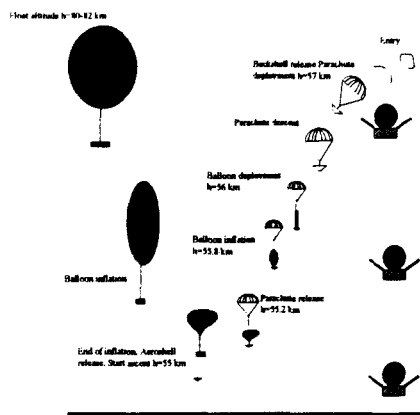 Float altitude h=80-82 km
Entry
Backshell release Parachute
deployment h=57 km
Parachute descent
Balloon deployment
h=56 km
Balloon inflation
h=55.8 km
Balloon inflation
Parachute release
h=55.2 km
End of inflation. Aeroshell
release. Start ascent h=55 km